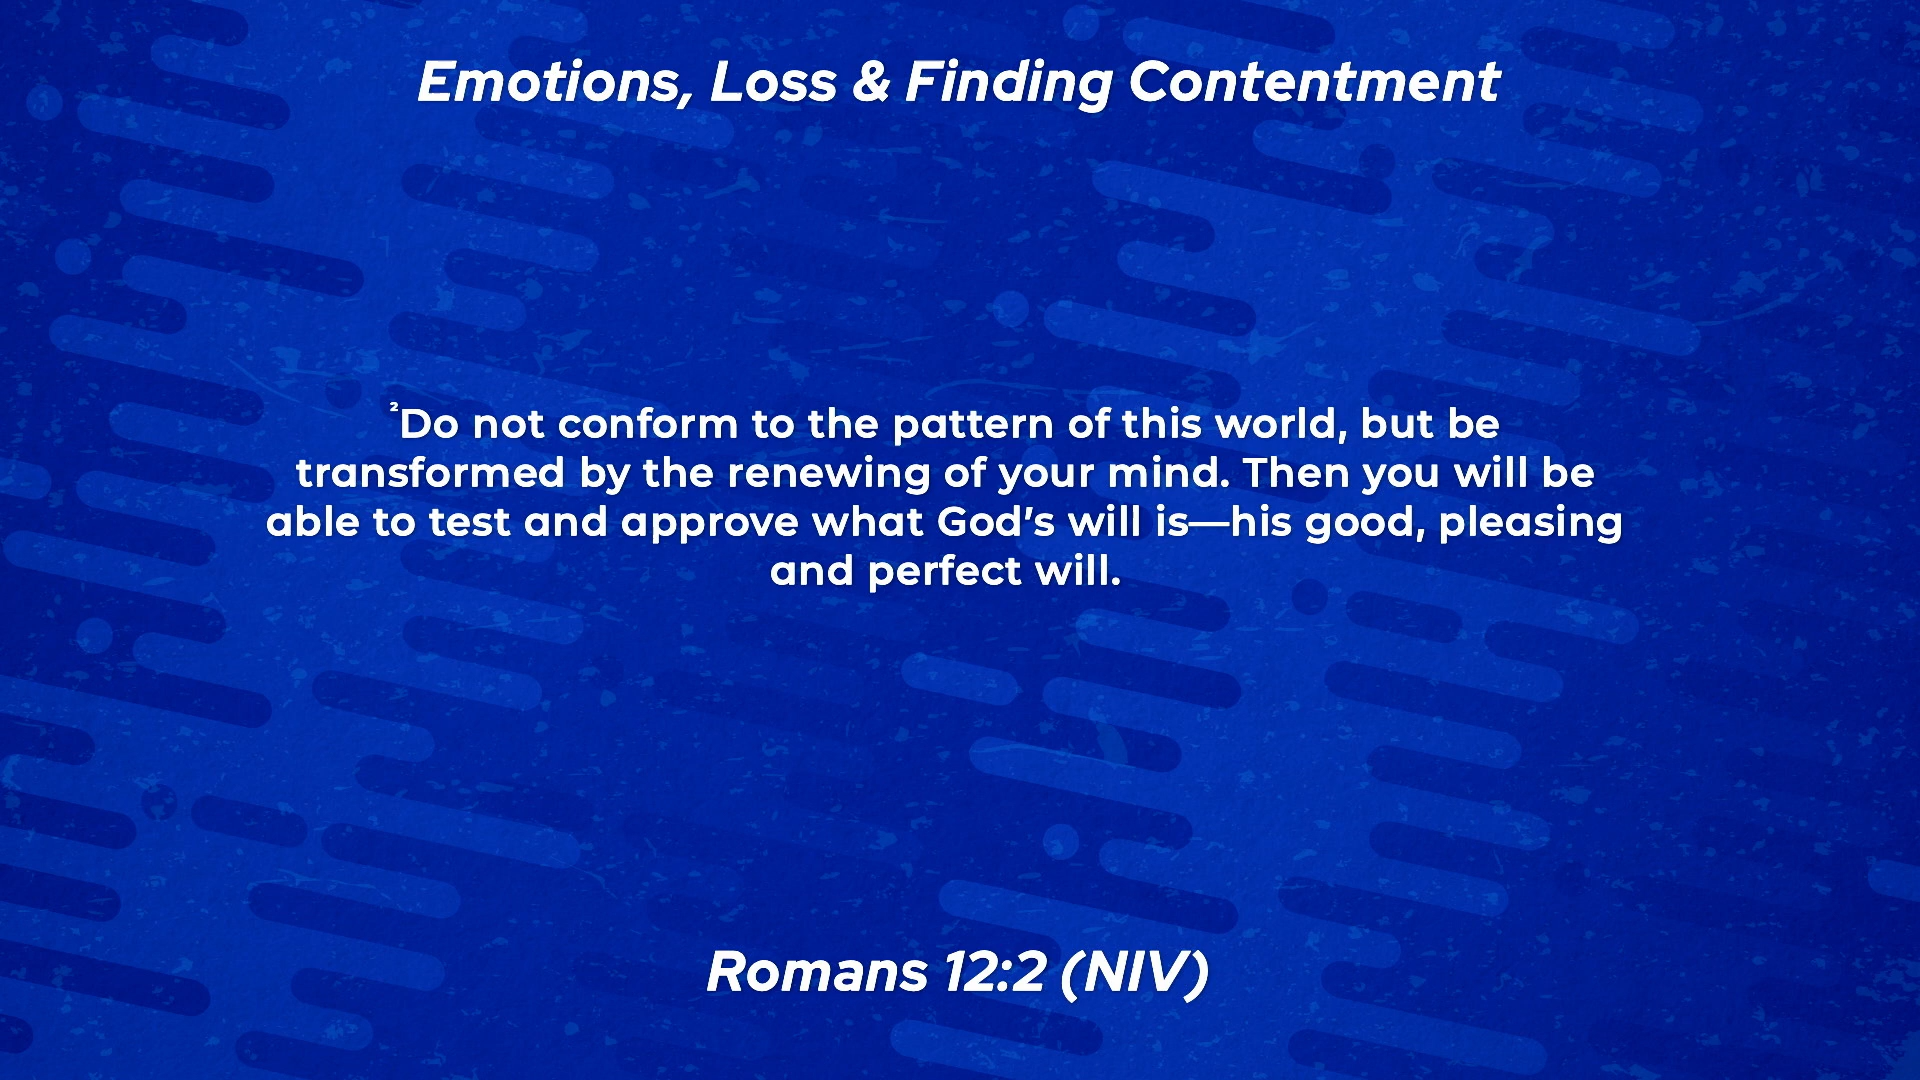 Emotions, Loss & Finding Contentment
²Do not conform to the pattern of this world, but be
transformed by the renewing of your mind. Then you will be
able to test and approve what God’s will is—his good, pleasing
and perfect will.
Romans 12:2 (NIV)